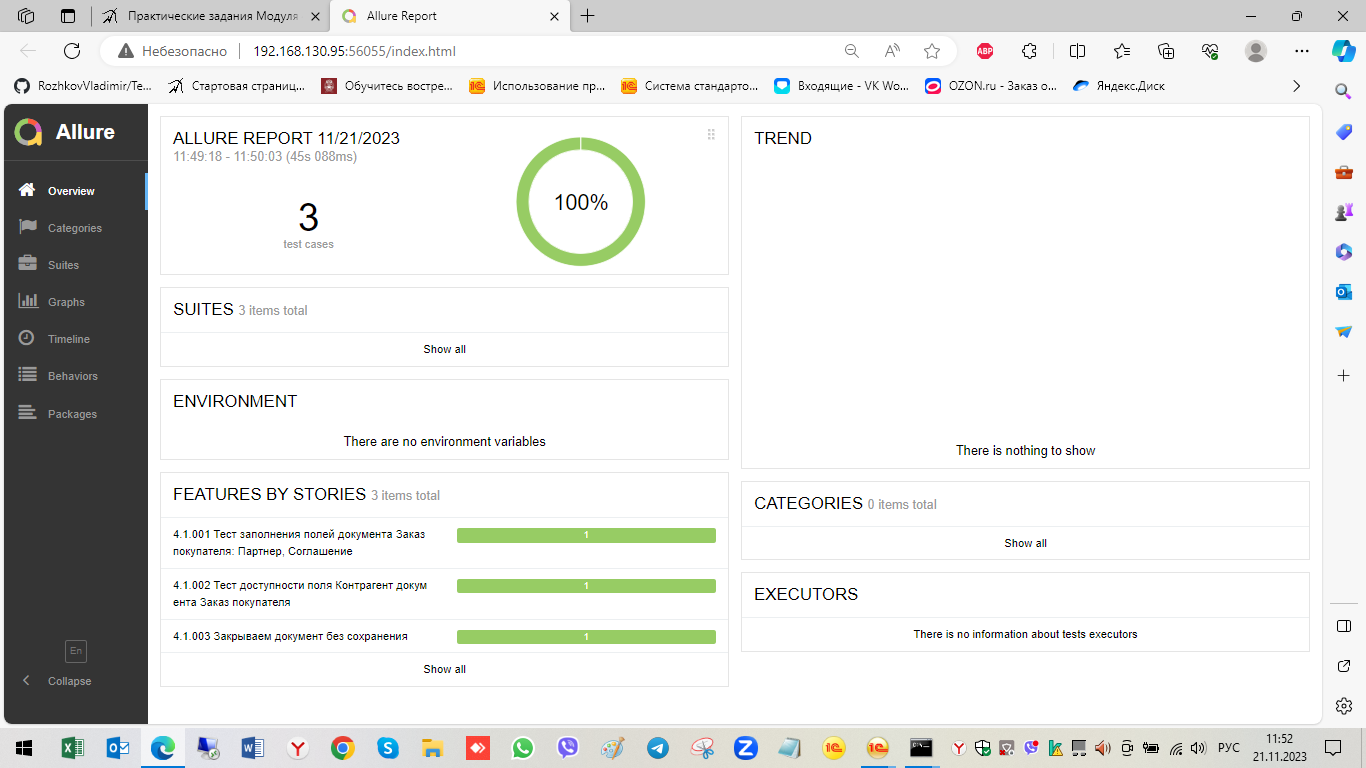 Практические задания Модуля
Allure Report
Небезопасно
192.168.130.95:56055/index.html
ABP
RozhkovVladimir/Te...
Стартовая страниц...
Обучитесь востре...
Использование пр...
Система стандарто...
Входящие - VK Wo...
OZON.ru - Заказ о...
Яндекс.Диск
Allure
Overview
Categories
Suites
Graphs
Timeline
Behaviors
Packages
En
Collapse
ALLURE REPORT 11/21/2023
11:49:18 - 11:50:03 (45s 088ms)
3
test cases
100%
SUITES 3 items total
Show all
ENVIRONMENT
There are no environment variables
FEATURES BY STORIES 3 items total
4.1.001 Тест заполнения полей документа Заказ
покупателя: Партнер, Соглашение
1
4.1.002 Тест доступности поля Контрагент докум
ента Заказ покупателя
1
4.1.003 Закрываем документ без сохранения
1
Show all
TREND
There is nothing to show
CATEGORIES 0 items total
Show all
EXECUTORS
There is no information about tests executors
РУС
11:52
21.11.2023